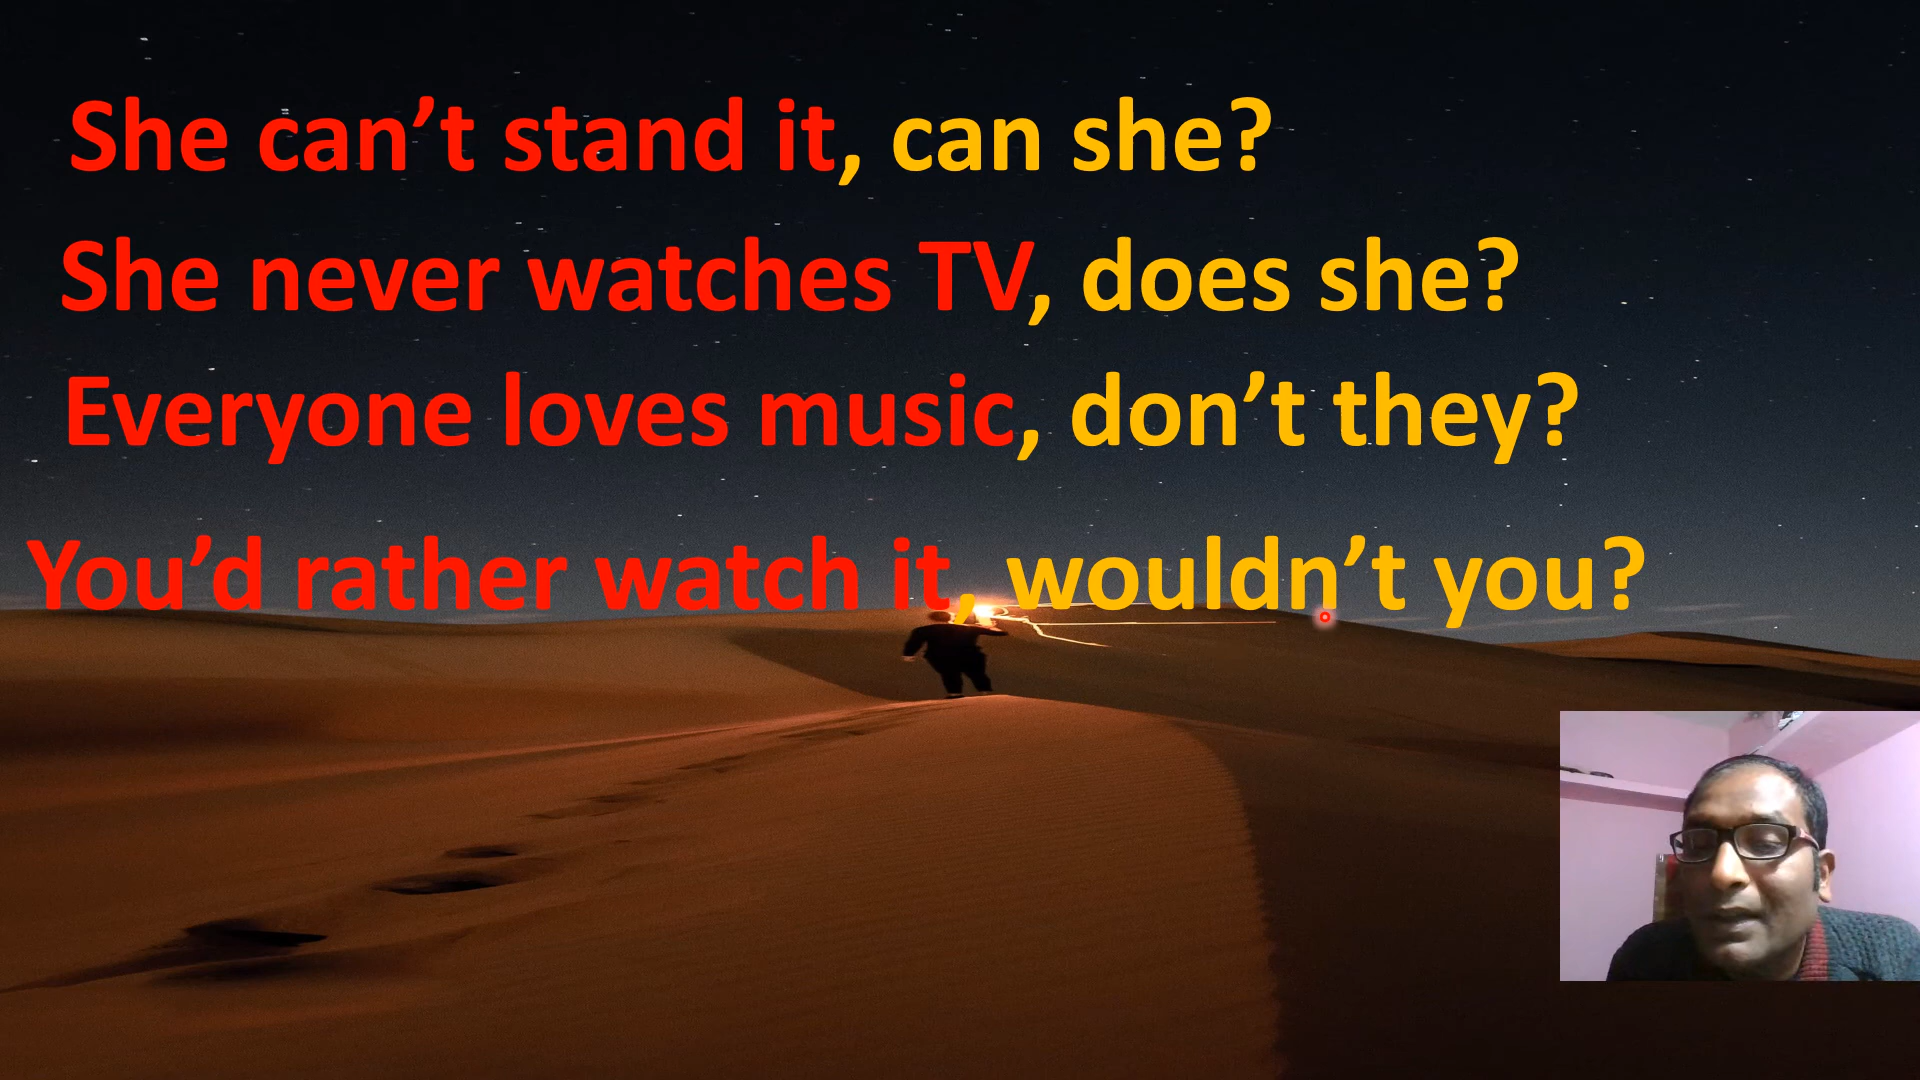 She can’t stand it, can she?
She never watches TV, does she?
Everyone loves music, don’t they?
You’d rather watch it, wouldn’t you?